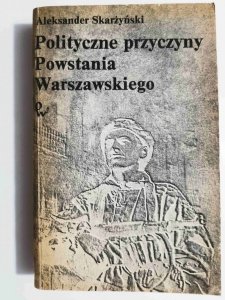 Aleksander Skarżyński
Polityczne przyczyny
Powstania
Warszawskiego